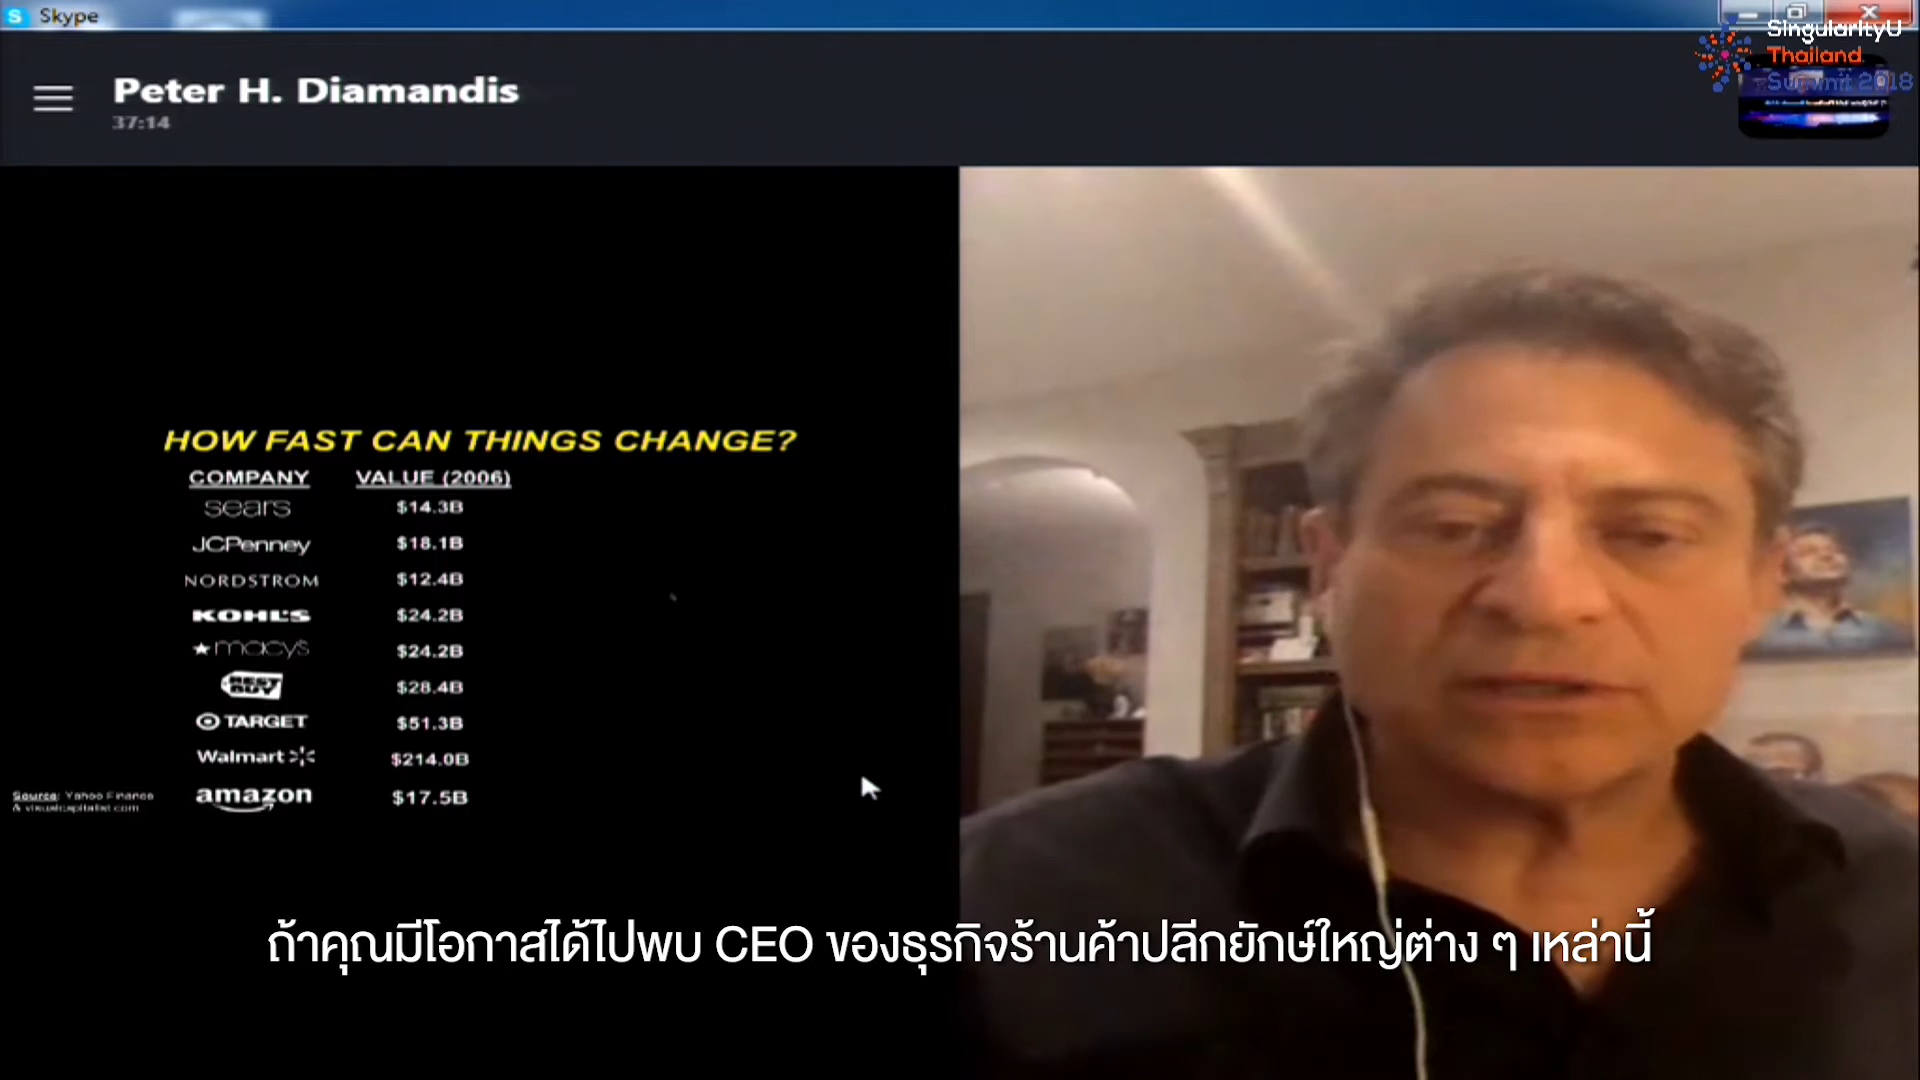 Skype
SingularityU
Thailand
Summit 2018
Peter H. Diamandis
37:14
HOW FAST CAN THINGS CHANGE?
COMPANY VALUE (2006)
sears $14.3B
JCPenney $18.1B
NORDSTROM $12.4B
KOHL'S $24.2B
macy's $24.2B
BEST BUY $28.4B
TARGET $51.3B
Walmart $214.0B
amazon $17.5B
Source: Yahoo Finance
& visualcapitalist.com
ถ้าคุณมีโอกาสได้ไปพบ CEO ของธุรกิจร้านค้าปลีกยักษ์ใหญ่ต่าง ๆ เหล่านี้